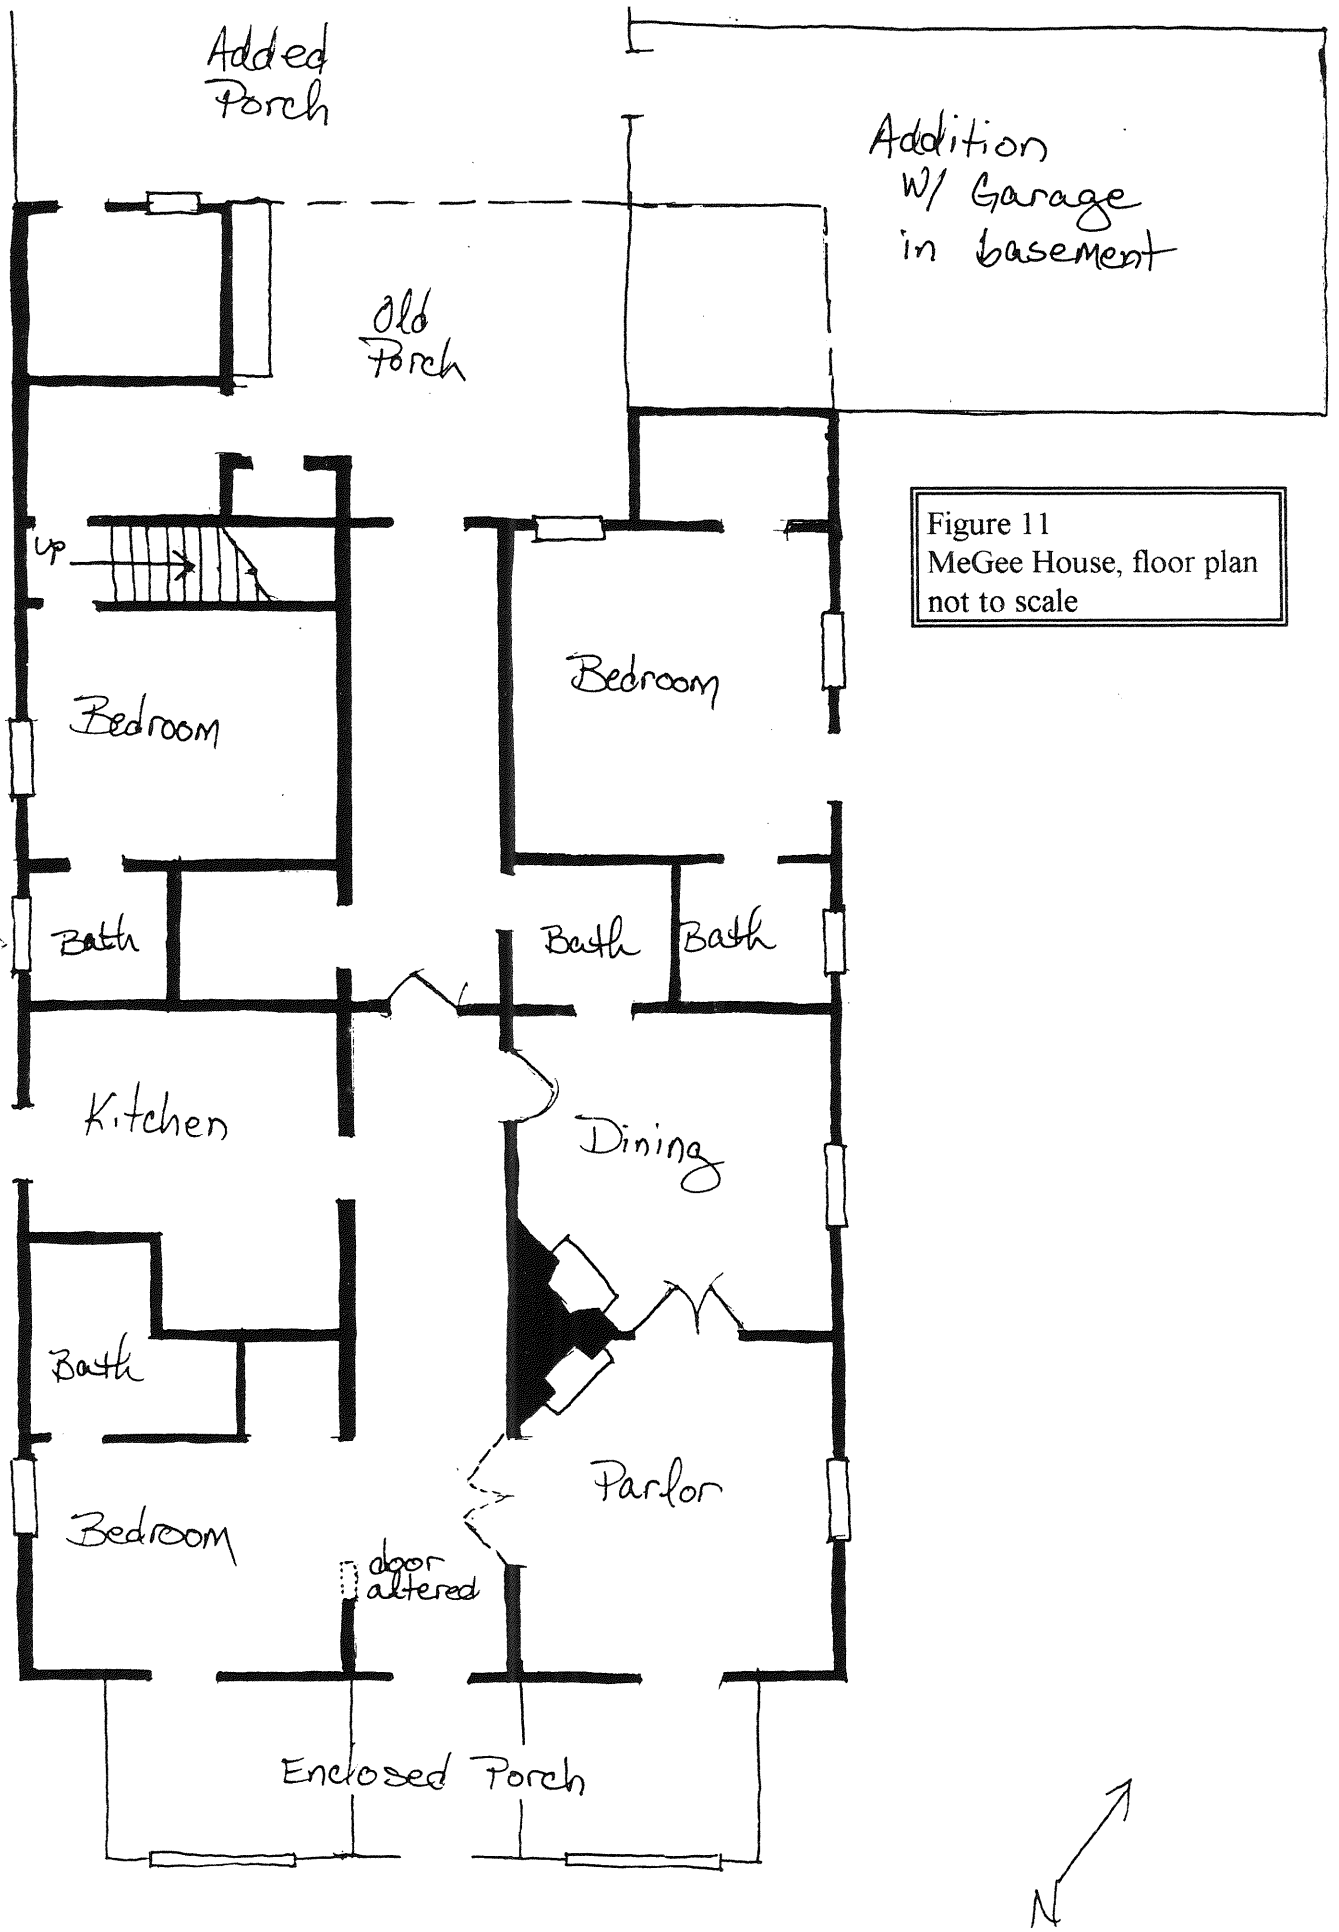 Added
Porch
Addition
W/ Garage
in basement
Old
Porch
Figure 11
MeGee House, floor plan
not to scale
up
Bedroom
Bedroom
Bath
Bath
Bath
Kitchen
Dining
Bath
Parlor
Bedroom
door
altered
Enclosed Porch
N